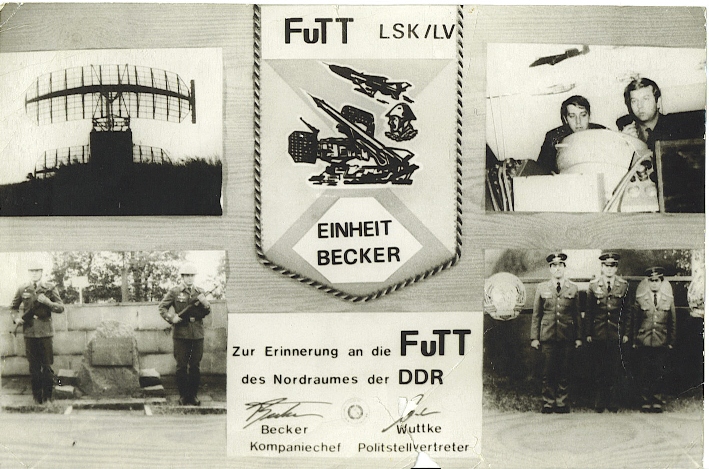 FuTT LSK/LV
EINHEIT
BECKER
Zur Erinnerung an die FuTT
des Nordraumes der DDR
Becker Wuttke
Kompaniechef Politstellvertreter